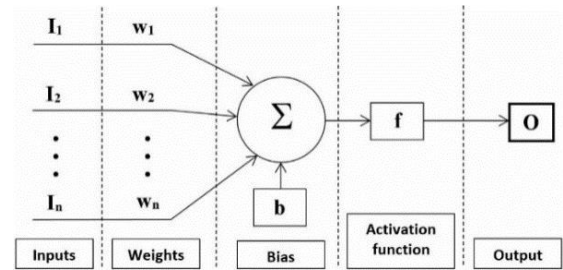 I1 w1
I2 w2
Σ f O
In wn
b
Inputs Weights Bias Activation function Output